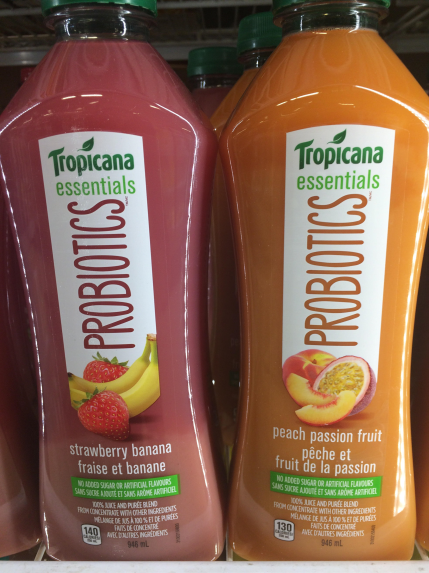 Tropicana
essentials
PROBIOTICS
strawberry banana
fraise et banane
NO ADDED SUGAR OR ARTIFICIAL FLAVOURS
SANS SUCRE AJOUTÉ ET SANS ARÔME ARTIFICIEL
100% JUICE AND PURÉE BLEND
FROM CONCENTRATE WITH OTHER INGREDIENTS
MÉLANGE DE JUS À 100 % ET DE PURÉES
FAITS DE CONCENTRÉ
AVEC D'AUTRES INGRÉDIENTS
140
946 mL
Tropicana
essentials
PROBIOTICS
peach passion fruit
pêche et
fruit de la passion
NO ADDED SUGAR OR ARTIFICIAL FLAVOURS
SANS SUCRE AJOUTÉ ET SANS ARÔME ARTIFICIEL
100% JUICE AND PURÉE BLEND
FROM CONCENTRATE WITH OTHER INGREDIENTS
MÉLANGE DE JUS À 100 % ET DE PURÉES
FAITS DE CONCENTRÉ
AVEC D'AUTRES INGRÉDIENTS
130
946 mL